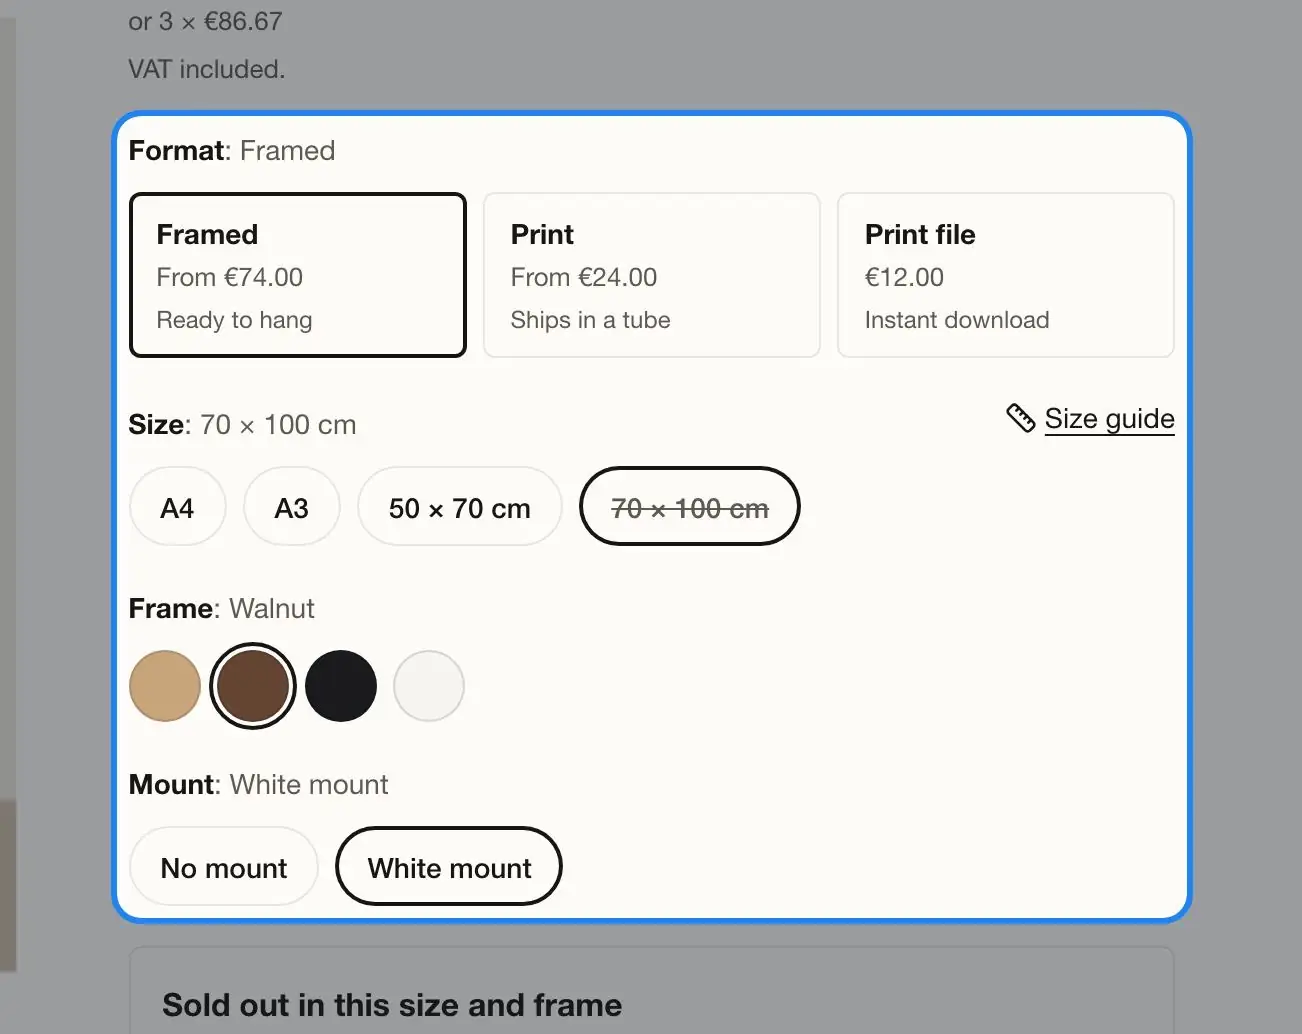 or 3 × €86.67
VAT included.
Format: Framed
Framed
From €74.00
Ready to hang
Print
From €24.00
Ships in a tube
Print file
€12.00
Instant download
Size: 70 × 100 cm
Size guide
A4
A3
50 × 70 cm
70 × 100 cm
Frame: Walnut
Mount: White mount
No mount
White mount
Sold out in this size and frame